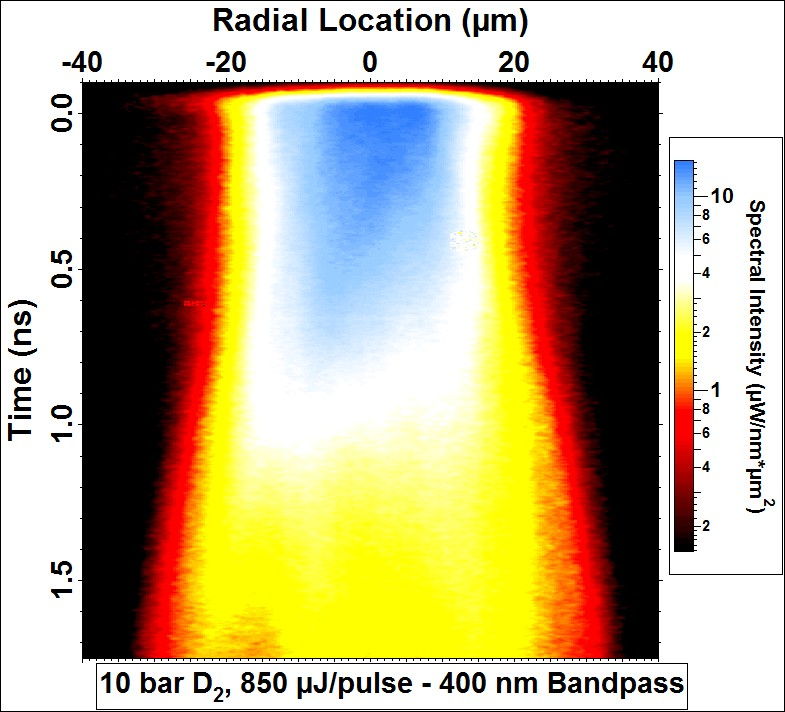 Radial Location (µm)
-40 -20 0 20 40
Time (ns)
0.0
0.5
1.0
1.5
10
8
6
4
2
1
8
6
4
2
Spectral Intensity (µW/nm*µm²)
10 bar D₂, 850 µJ/pulse - 400 nm Bandpass